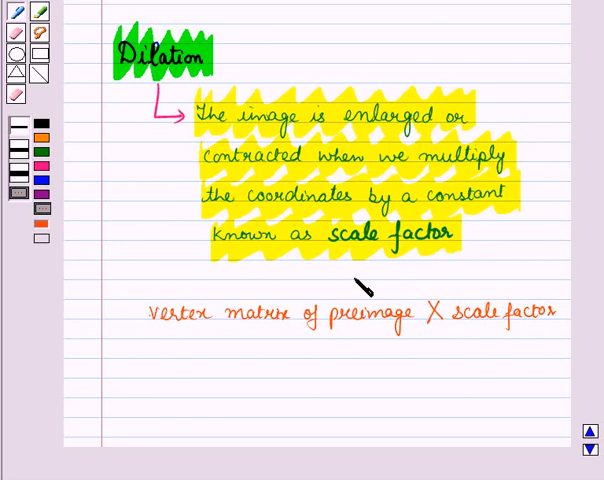 Dilation
The image is enlarged or
contracted when we multiply
the coordinates by a constant
known as scale factor
vertex matrix of preimage X scale factor